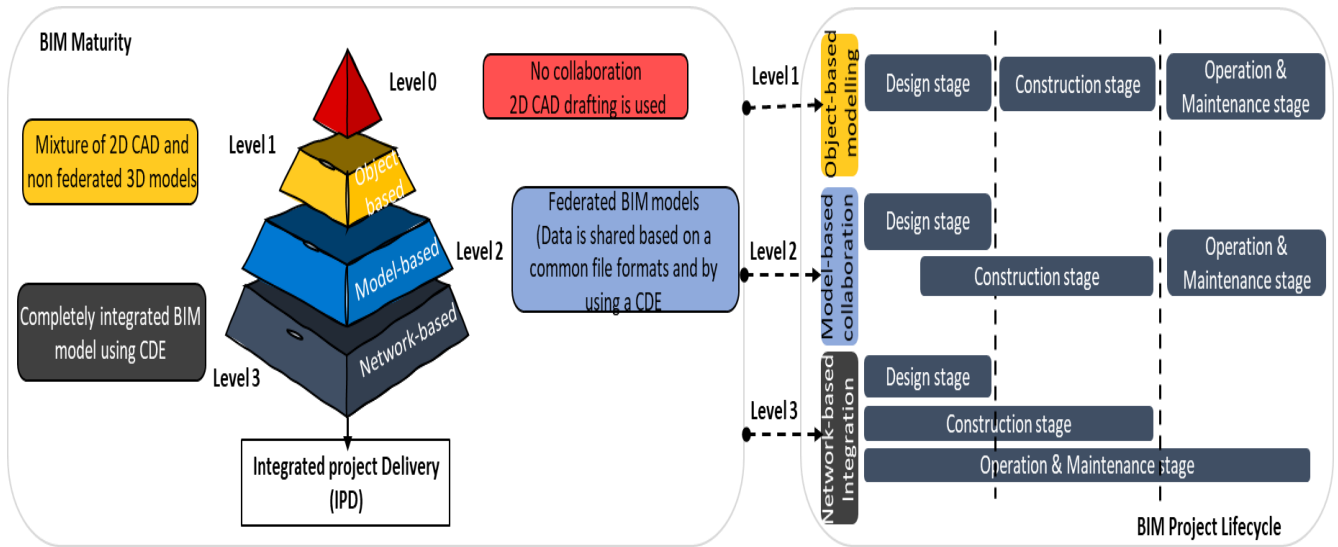 BIM Maturity
Level 0
No collaboration
2D CAD drafting is used
Level 1
Mixture of 2D CAD and
non federated 3D models
Object-
based
Level 2
Federated BIM models
(Data is shared based on a
common file formats and by
using a CDE
Model-based
Completely integrated BIM
model using CDE
Network-based
Level 3
Integrated project Delivery
(IPD)
Level 1
Object-based
modelling
Design stage
Construction stage
Operation &
Maintenance stage
Level 2
Model-based
collaboration
Design stage
Construction stage
Operation &
Maintenance stage
Level 3
Network-based
Integration
Design stage
Construction stage
Operation & Maintenance stage
BIM Project Lifecycle